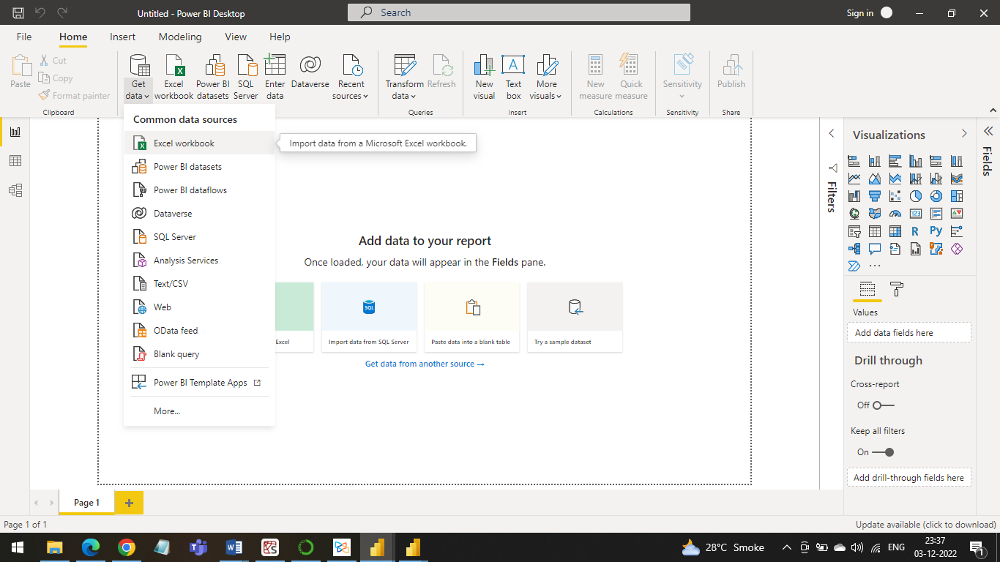 Untitled - Power BI Desktop
Search
Sign in
File Home Insert Modeling View Help
Paste
Cut
Copy
Format painter
Clipboard
Get data
Excel workbook
Power BI datasets
SQL Server
Enter data
Dataverse
Recent sources
Transform data
Refresh
Queries
New visual
Text box
More visuals
Insert
New measure
Quick measure
Calculations
Sensitivity
Sensitivity
Publish
Share
Common data sources
Excel workbook
Power BI datasets
Power BI dataflows
Dataverse
SQL Server
Analysis Services
Text/CSV
Web
OData feed
Blank query
Power BI Template Apps
More...
Import data from a Microsoft Excel workbook.
Add data to your report
Once loaded, your data will appear in the Fields pane.
Excel
SQL
Import data from SQL Server
Paste data into a blank table
Try a sample dataset
Get data from another source →
Filters
Visualizations
123
R
Py
Values
Add data fields here
Drill through
Cross-report
Off
Keep all filters
On
Add drill-through fields here
Fields
Page 1
Page 1 of 1
Update available (click to download)
28°C Smoke
ENG
23:37
03-12-2022
1